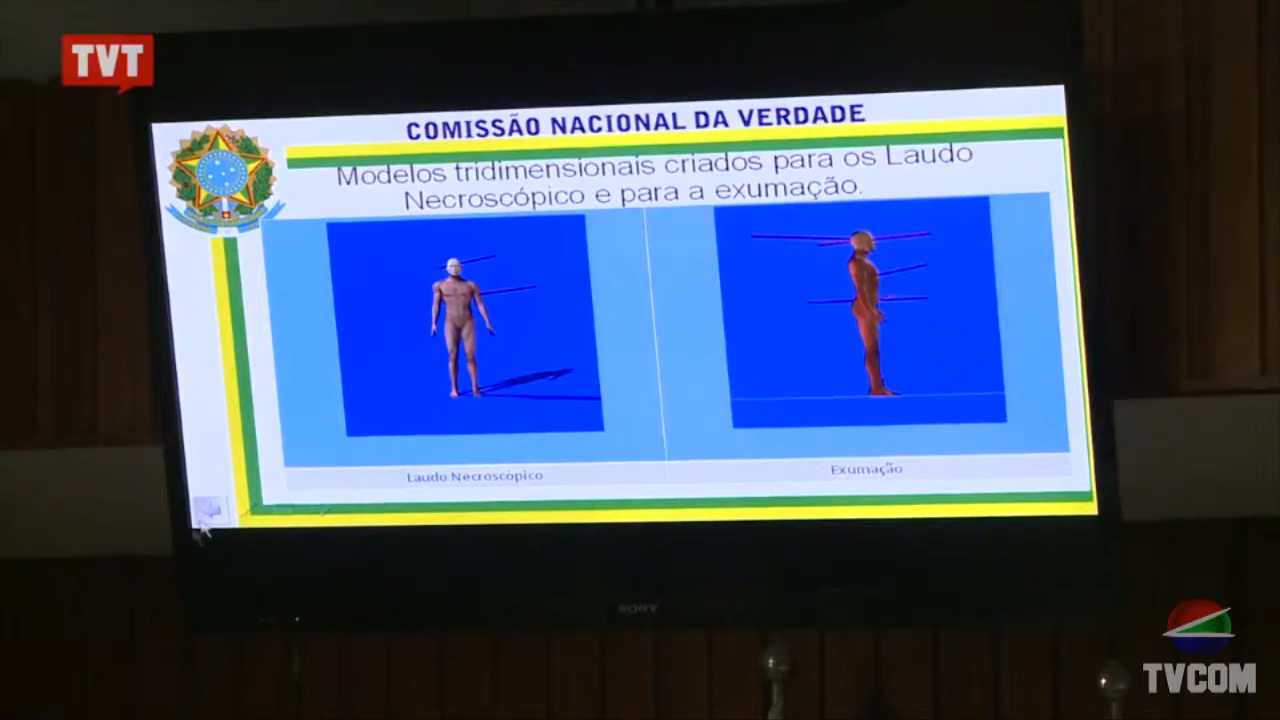 TVT
COMISSÃO NACIONAL DA VERDADE
Modelos tridimensionais criados para os Laudo
Necroscópico e para a exumação.
Laudo Necroscópico
Exumação
SONY
TVCOM